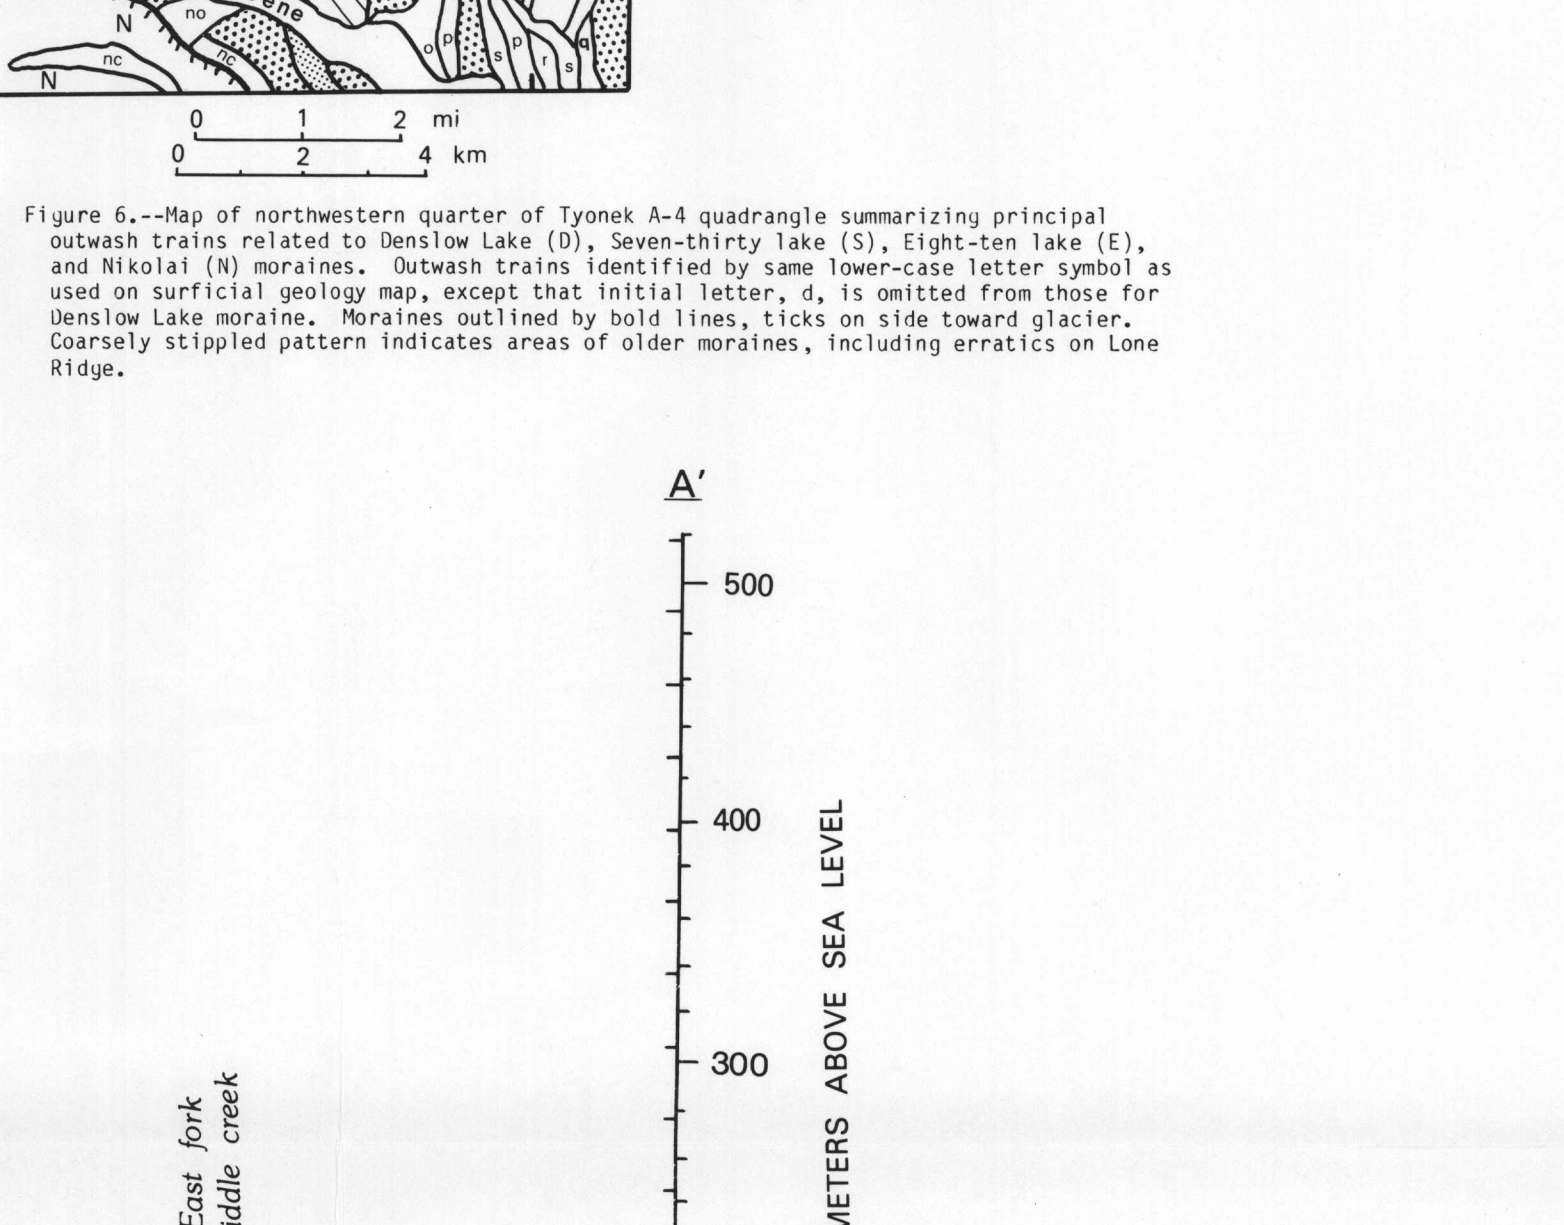 ene
N
no
nc
nc
N
o
p
s
p
r
s
q
0 1 2 mi
0 2 4 km
Figure 6.--Map of northwestern quarter of Tyonek A-4 quadrangle summarizing principal
outwash trains related to Denslow Lake (D), Seven-thirty lake (S), Eight-ten lake (E),
and Nikolai (N) moraines. Outwash trains identified by same lower-case letter symbol as
used on surficial geology map, except that initial letter, d, is omitted from those for
Denslow Lake moraine. Moraines outlined by bold lines, ticks on side toward glacier.
Coarsely stippled pattern indicates areas of older moraines, including erratics on Lone
Ridge.
A′
500
400
300
METERS ABOVE SEA LEVEL
East fork
iddle creek